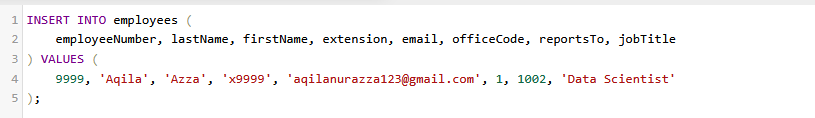 1 INSERT INTO employees (
2 employeeNumber, lastName, firstName, extension, email, officeCode, reportsTo, jobTitle
3 ) VALUES (
4 9999, 'Aqila', 'Azza', 'x9999', 'aqilanurazza123@gmail.com', 1, 1002, 'Data Scientist'
5 );